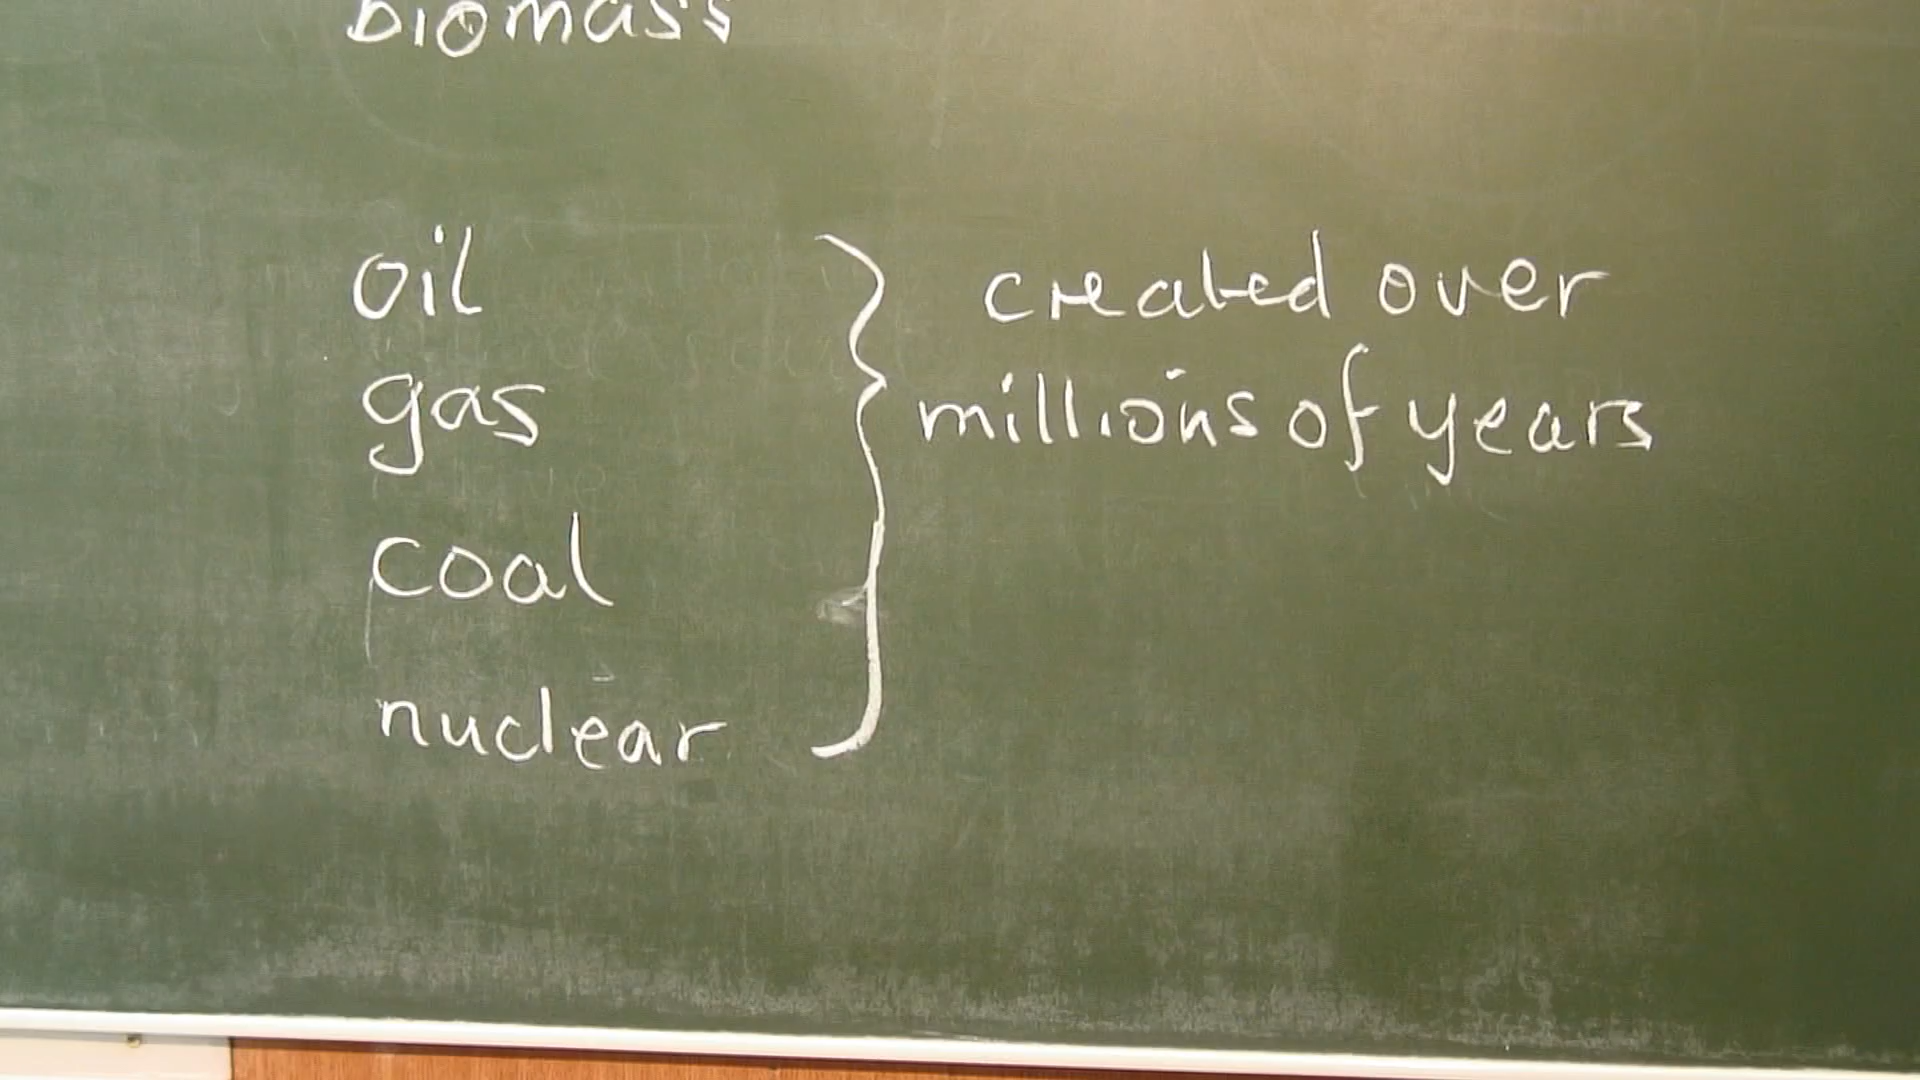 biomass
oil
gas
coal
nuclear
created over
millions of years